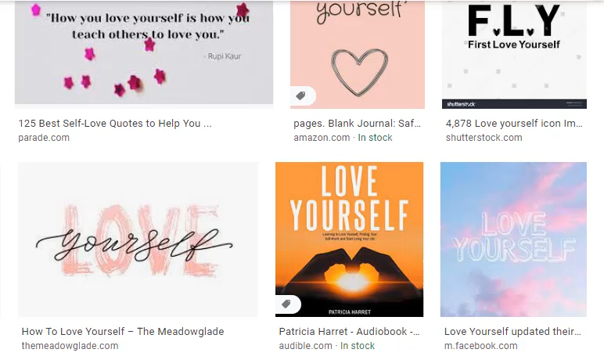 "How you love yourself is how you
teach others to love you."
- Rupi Kaur
yourself
F.L.Y
First Love Yourself
shutterstock
125 Best Self-Love Quotes to Help You ...
parade.com
pages. Blank Journal: Saf...
amazon.com · In stock
4,878 Love yourself icon Im...
shutterstock.com
LOVE
yourself
LOVE
YOURSELF
PATRICIA HARRET
LOVE
YOURSELF
How To Love Yourself – The Meadowglade
themeadowglade.com
Patricia Harret - Audiobook -...
audible.com · In stock
Love Yourself updated their...
m.facebook.com